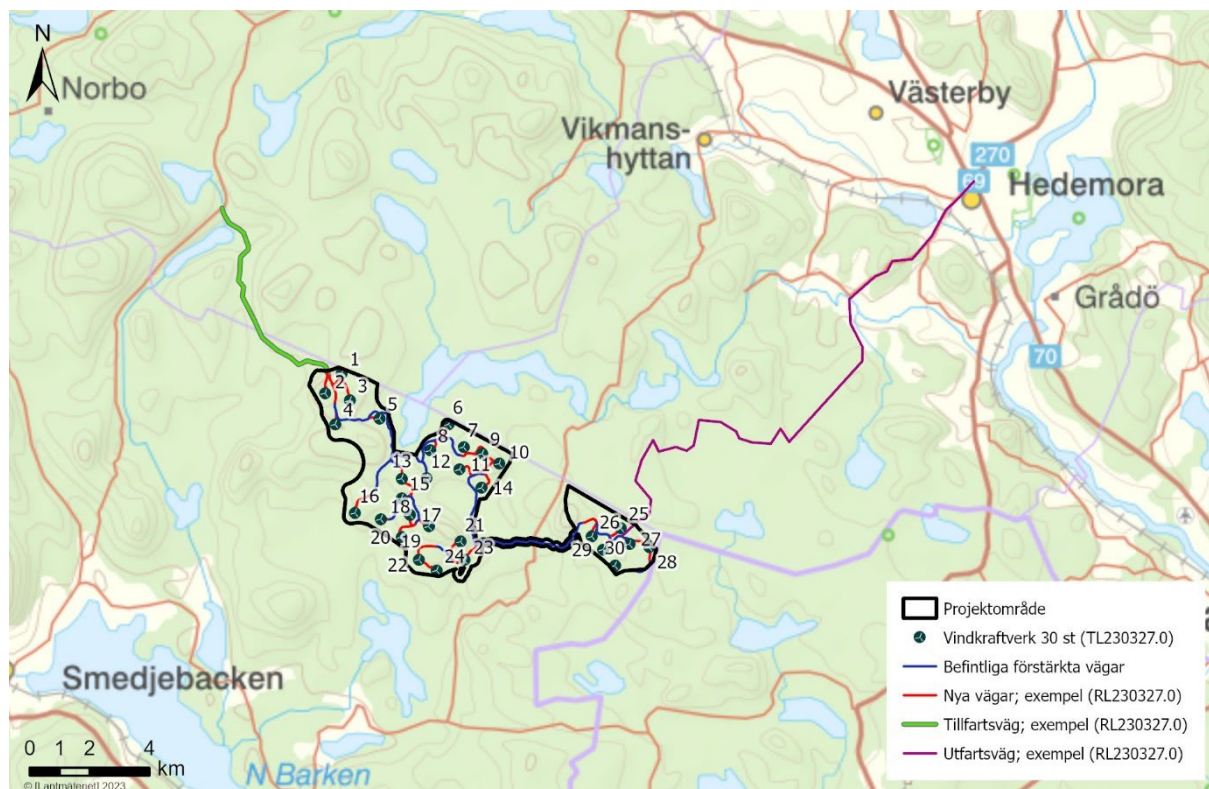 N
Norbo
Västerby
Vikmans-
hyttan
270
69
Hedemora
Grådö
70
1
2
3
4
5
6
7
8
9
10
11
12
13
14
15
16
17
18
19
20
21
22
23
24
25
26
27
28
29
30
Smedjebacken
N Barken
0 1 2 4
km
© [Lantmäteriet] 2023
Projektområde
Vindkraftverk 30 st (TL230327.0)
Befintliga förstärkta vägar
Nya vägar; exempel (RL230327.0)
Tillfartsväg; exempel (RL230327.0)
Utfartsväg; exempel (RL230327.0)